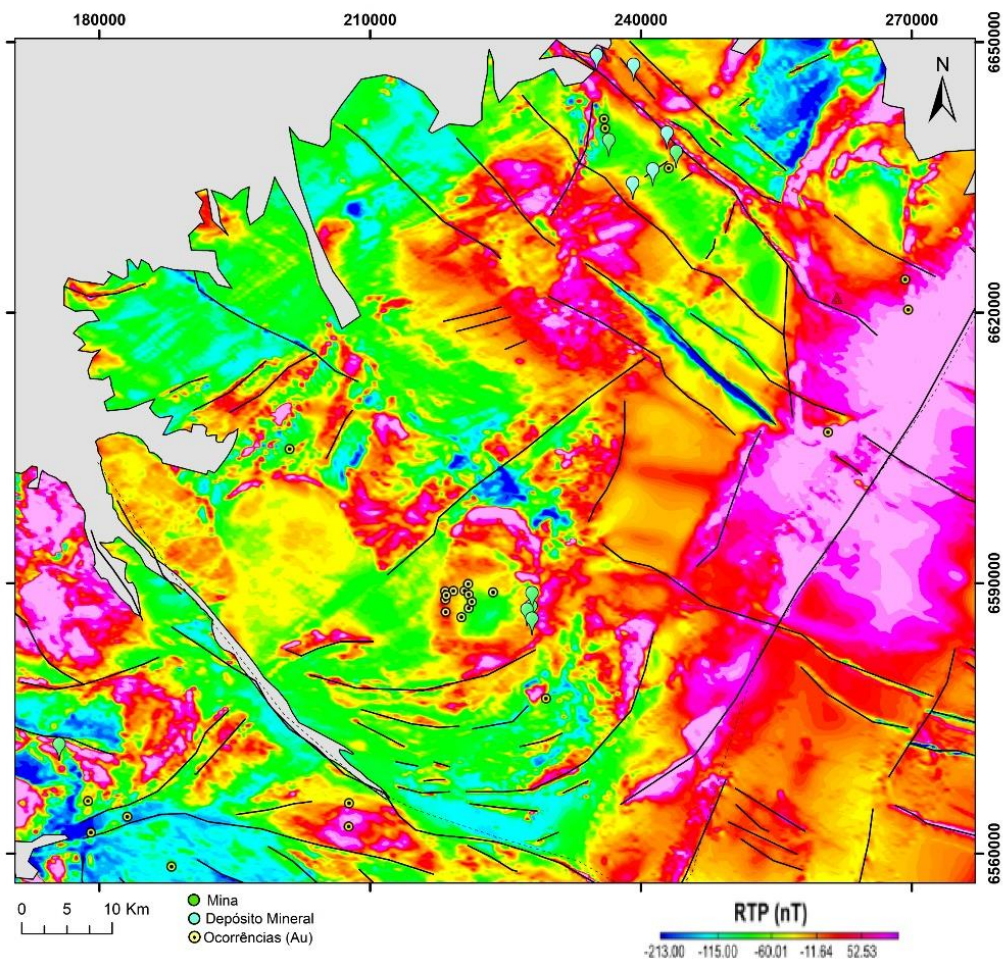 180000 210000 240000 270000
6650000
N
6620000
6590000
6560000
0 5 10 Km
Mina
Depósito Mineral
Ocorrências (Au)
RTP (nT)
-213.00 -115.00 -60.01 -11.64 52.53